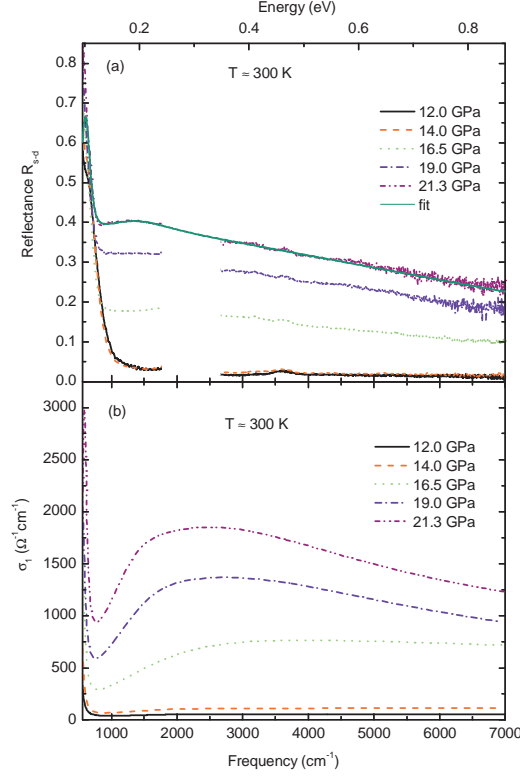 Energy (eV)
0.2 0.4 0.6 0.8
(a)
T ≈ 300 K
0.8
0.7
0.6
0.5
0.4
0.3
0.2
0.1
0.0
Reflectance R_{s-d}
12.0 GPa
14.0 GPa
16.5 GPa
19.0 GPa
21.3 GPa
fit
(b)
T ≈ 300 K
3000
2500
2000
1500
1000
500
0
σ₁ (Ω⁻¹cm⁻¹)
12.0 GPa
14.0 GPa
16.5 GPa
19.0 GPa
21.3 GPa
1000 2000 3000 4000 5000 6000 7000
Frequency (cm⁻¹)